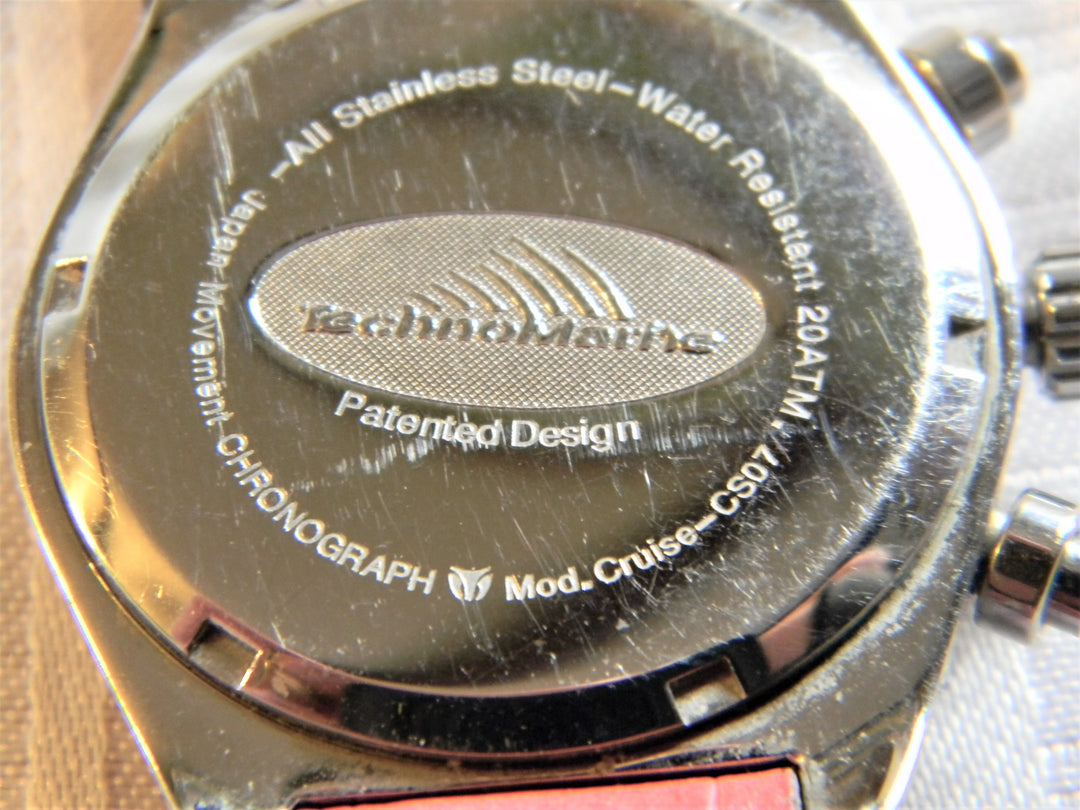 -All Stainless Steel-Water Resistent 20ATM.
TechnoMarine
Patented Design
Japan Movement-CHRONOGRAPH
Mod.Cruise-CS07